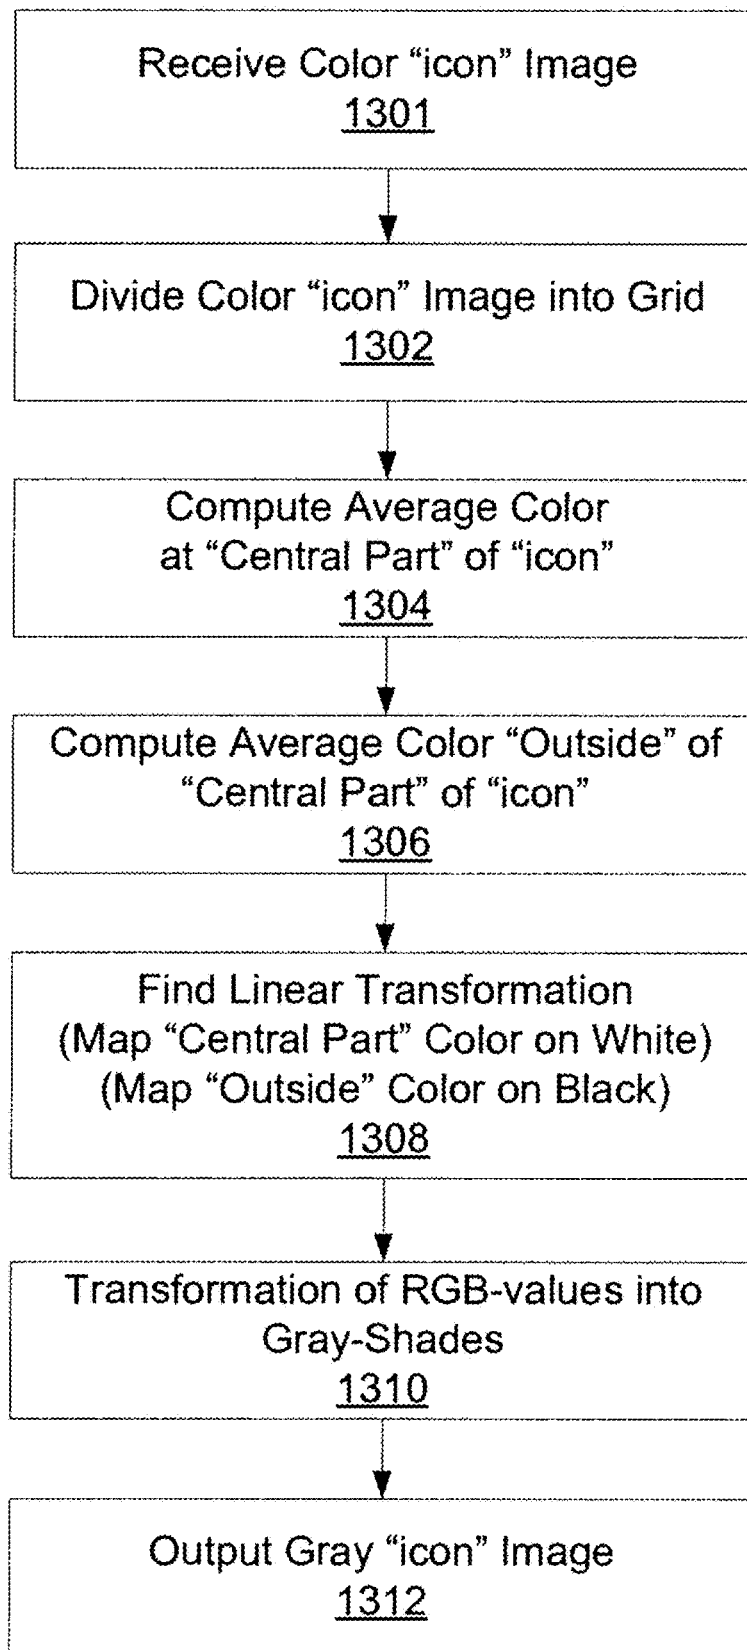 Receive Color “icon” Image
1301
Divide Color “icon” Image into Grid
1302
Compute Average Color
at “Central Part” of “icon”
1304
Compute Average Color “Outside” of
“Central Part” of “icon”
1306
Find Linear Transformation
(Map “Central Part” Color on White)
(Map “Outside” Color on Black)
1308
Transformation of RGB-values into
Gray-Shades
1310
Output Gray “icon” Image
1312